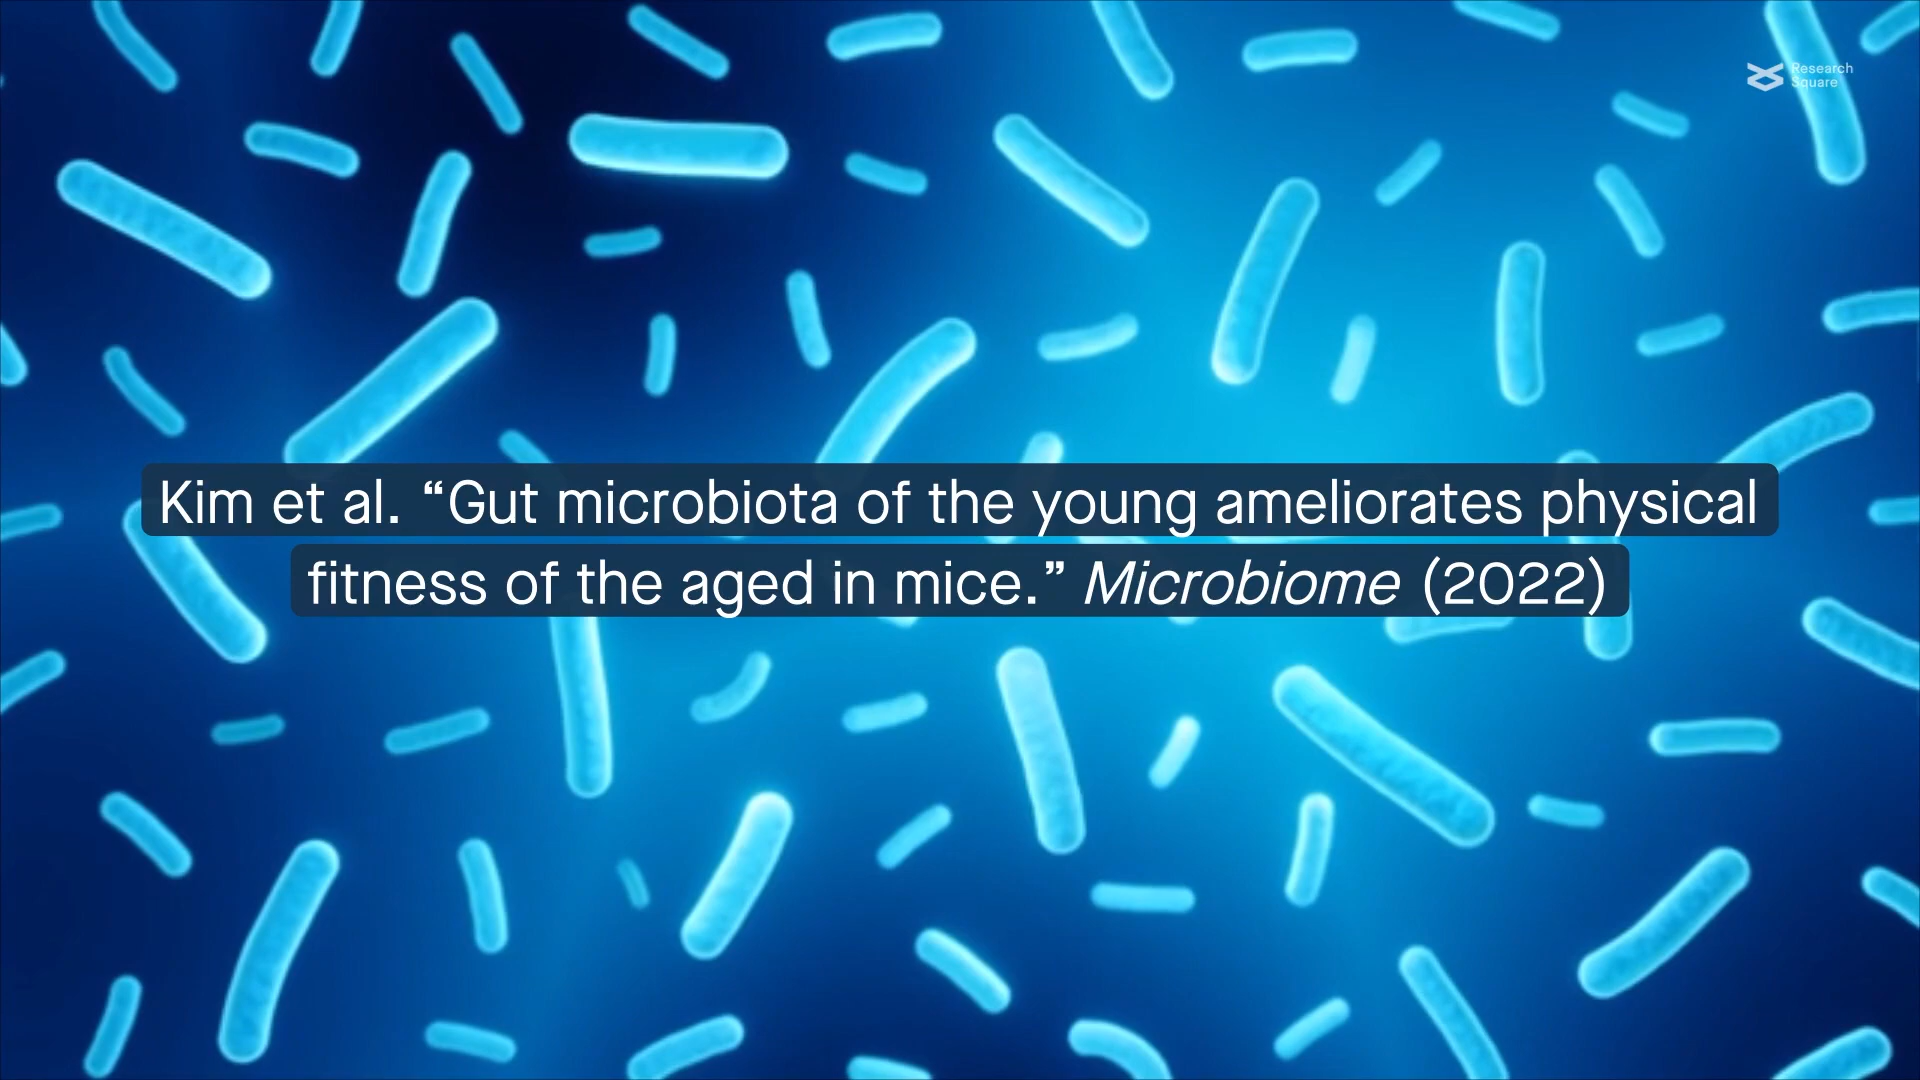 Research
Square
Kim et al. “Gut microbiota of the young ameliorates physical
fitness of the aged in mice.” Microbiome (2022)